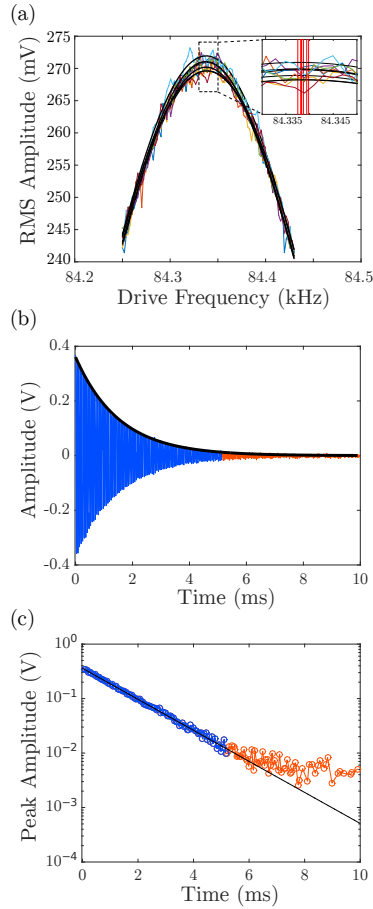 (a)
275
270
265
260
255
250
245
240
RMS Amplitude (mV)
84.335 84.345
84.2 84.3 84.4 84.5
Drive Frequency (kHz)
(b)
0.4
0.2
0
-0.2
-0.4
Amplitude (V)
0 2 4 6 8 10
Time (ms)
(c)
10^0
10^-1
10^-2
10^-3
10^-4
Peak Amplitude (V)
0 2 4 6 8 10
Time (ms)